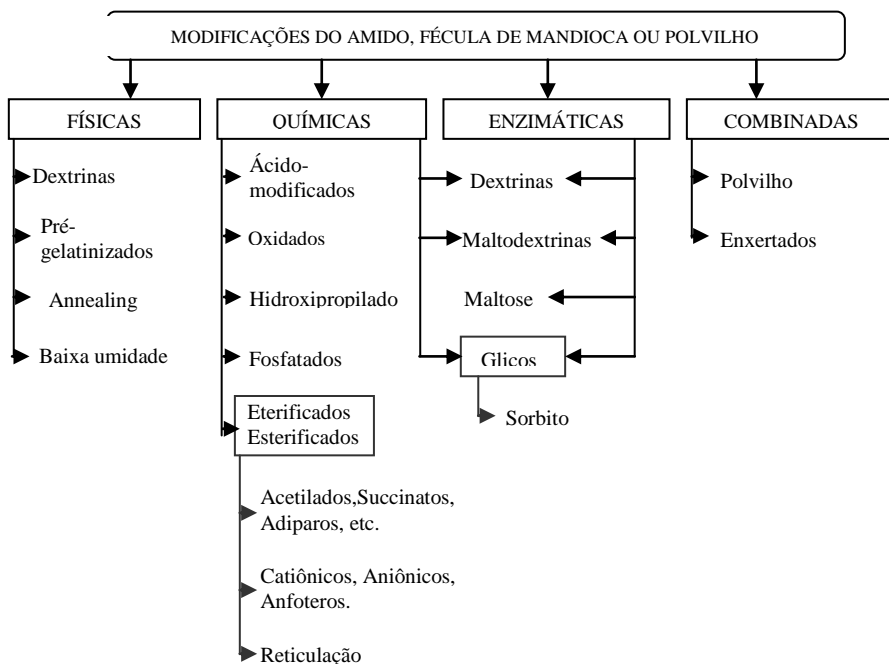 MODIFICAÇÕES DO AMIDO, FÉCULA DE MANDIOCA OU POLVILHO
FÍSICAS
Dextrinas
Pré-
gelatinizados
Annealing
Baixa umidade
QUÍMICAS
Ácido-
modificados
Oxidados
Hidroxipropilado
Fosfatados
Eterificados
Esterificados
Acetilados,Succinatos,
Adiparos, etc.
Catiônicos, Aniônicos,
Anfoteros.
Reticulação
ENZIMÁTICAS
Dextrinas
Maltodextrinas
Maltose
Glicos
Sorbito
COMBINADAS
Polvilho
Enxertados